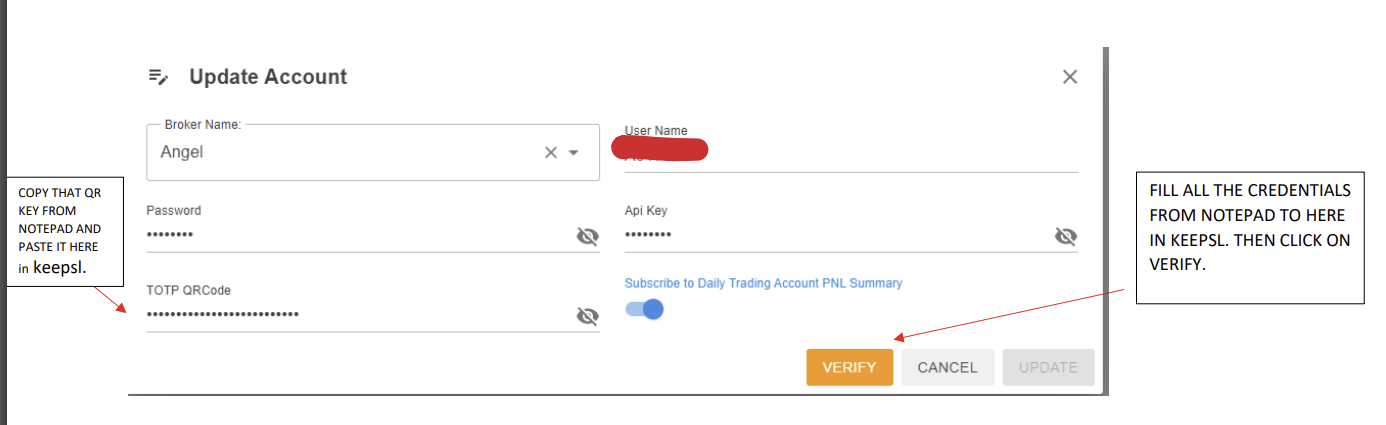 Update Account
Broker Name:
Angel
User Name
COPY THAT QR
KEY FROM
NOTEPAD AND
PASTE IT HERE
in keepsl.
Password
••••••••
Api Key
••••••••
TOTP QRCode
••••••••••••••••••••••••••
Subscribe to Daily Trading Account PNL Summary
VERIFY
CANCEL
UPDATE
FILL ALL THE CREDENTIALS
FROM NOTEPAD TO HERE
IN KEEPSL. THEN CLICK ON
VERIFY.